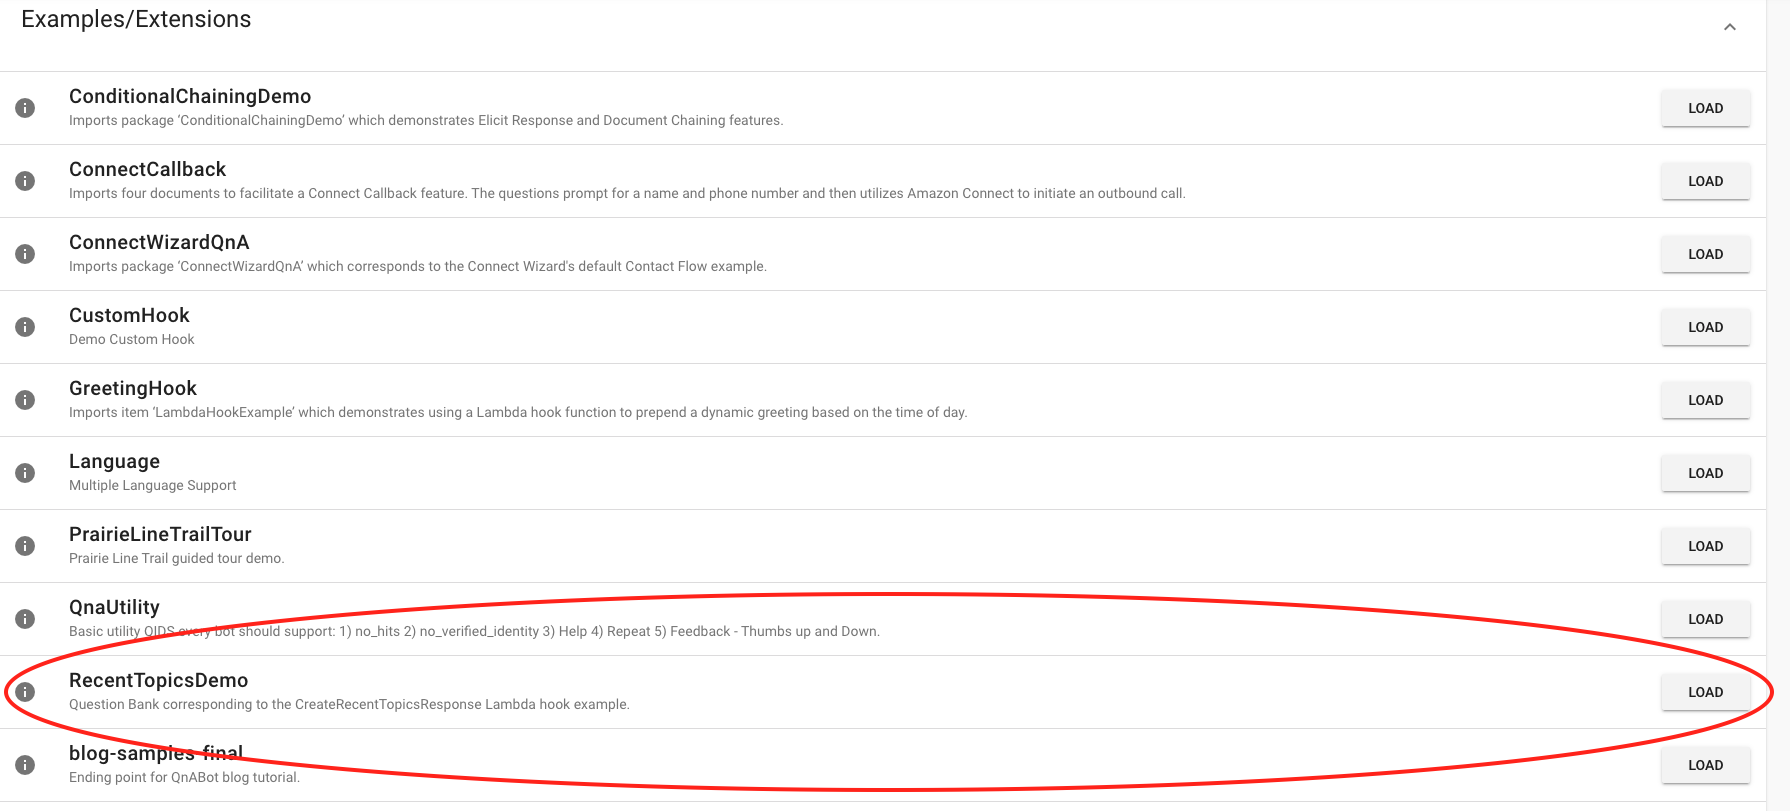 Examples/Extensions
ConditionalChainingDemo
Imports package ‘ConditionalChainingDemo’ which demonstrates Elicit Response and Document Chaining features.
LOAD
ConnectCallback
Imports four documents to facilitate a Connect Callback feature. The questions prompt for a name and phone number and then utilizes Amazon Connect to initiate an outbound call.
LOAD
ConnectWizardQnA
Imports package ‘ConnectWizardQnA’ which corresponds to the Connect Wizard's default Contact Flow example.
LOAD
CustomHook
Demo Custom Hook
LOAD
GreetingHook
Imports item ‘LambdaHookExample’ which demonstrates using a Lambda hook function to prepend a dynamic greeting based on the time of day.
LOAD
Language
Multiple Language Support
LOAD
PrairieLineTrailTour
Prairie Line Trail guided tour demo.
LOAD
QnaUtility
Basic utility QIDS every bot should support: 1) no_hits 2) no_verified_identity 3) Help 4) Repeat 5) Feedback - Thumbs up and Down.
LOAD
RecentTopicsDemo
Question Bank corresponding to the CreateRecentTopicsResponse Lambda hook example.
LOAD
blog-samples-final
Ending point for QnABot blog tutorial.
LOAD